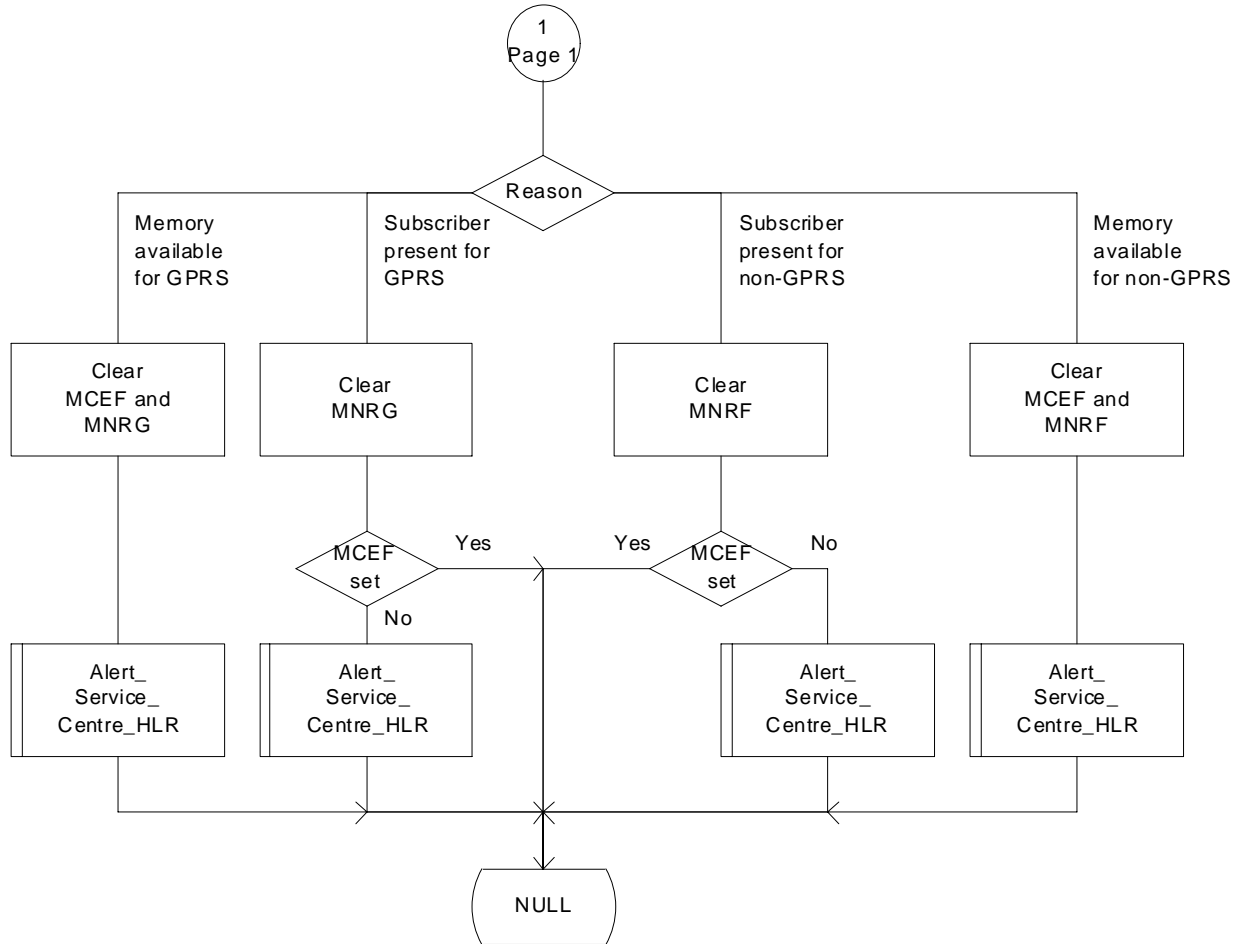 1
Page 1
Reason
Memory
available
for GPRS
Subscriber
present for
GPRS
Subscriber
present for
non-GPRS
Memory
available
for non-GPRS
Clear
MCEF and
MNRG
Clear
MNRG
Clear
MNRF
Clear
MCEF and
MNRF
MCEF
set
Yes
No
Yes
MCEF
set
No
Alert_
Service_
Centre_HLR
Alert_
Service_
Centre_HLR
Alert_
Service_
Centre_HLR
Alert_
Service_
Centre_HLR
NULL